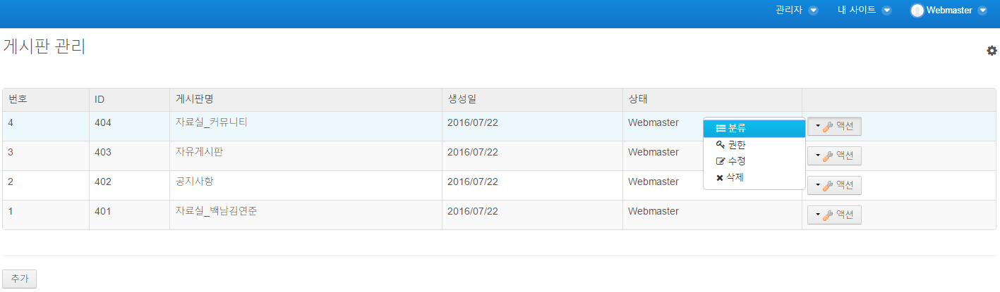 관리자 내 사이트 Webmaster
게시판 관리
번호 ID 게시판명 생성일 상태
4 404 자료실_커뮤니티 2016/07/22 Webmaster 액션
분류
권한
수정
삭제
3 403 자유게시판 2016/07/22 Webmaster 액션
2 402 공지사항 2016/07/22 Webmaster 액션
1 401 자료실_백남김연준 2016/07/22 Webmaster 액션
추가